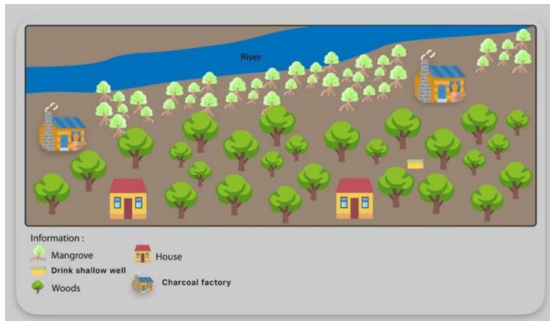 River
Information :
Mangrove
House
Drink shallow well
Charcoal factory
Woods